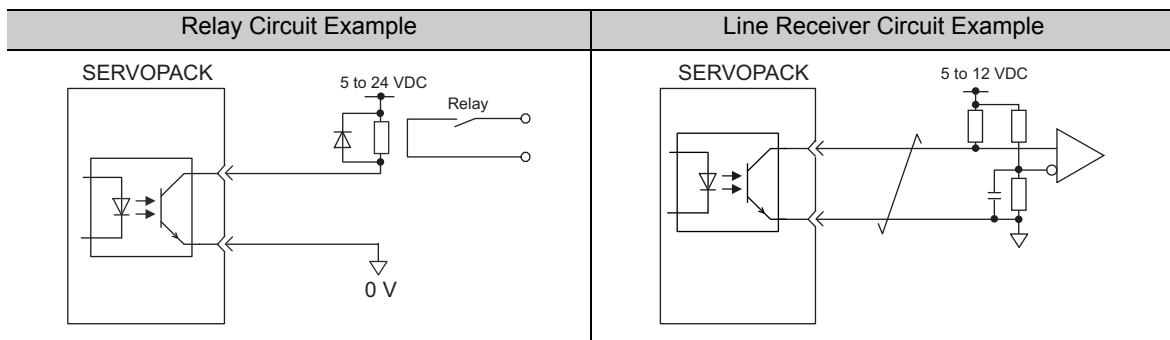 Relay Circuit Example
Line Receiver Circuit Example
SERVOPACK
5 to 24 VDC
Relay
0 V
SERVOPACK
5 to 12 VDC